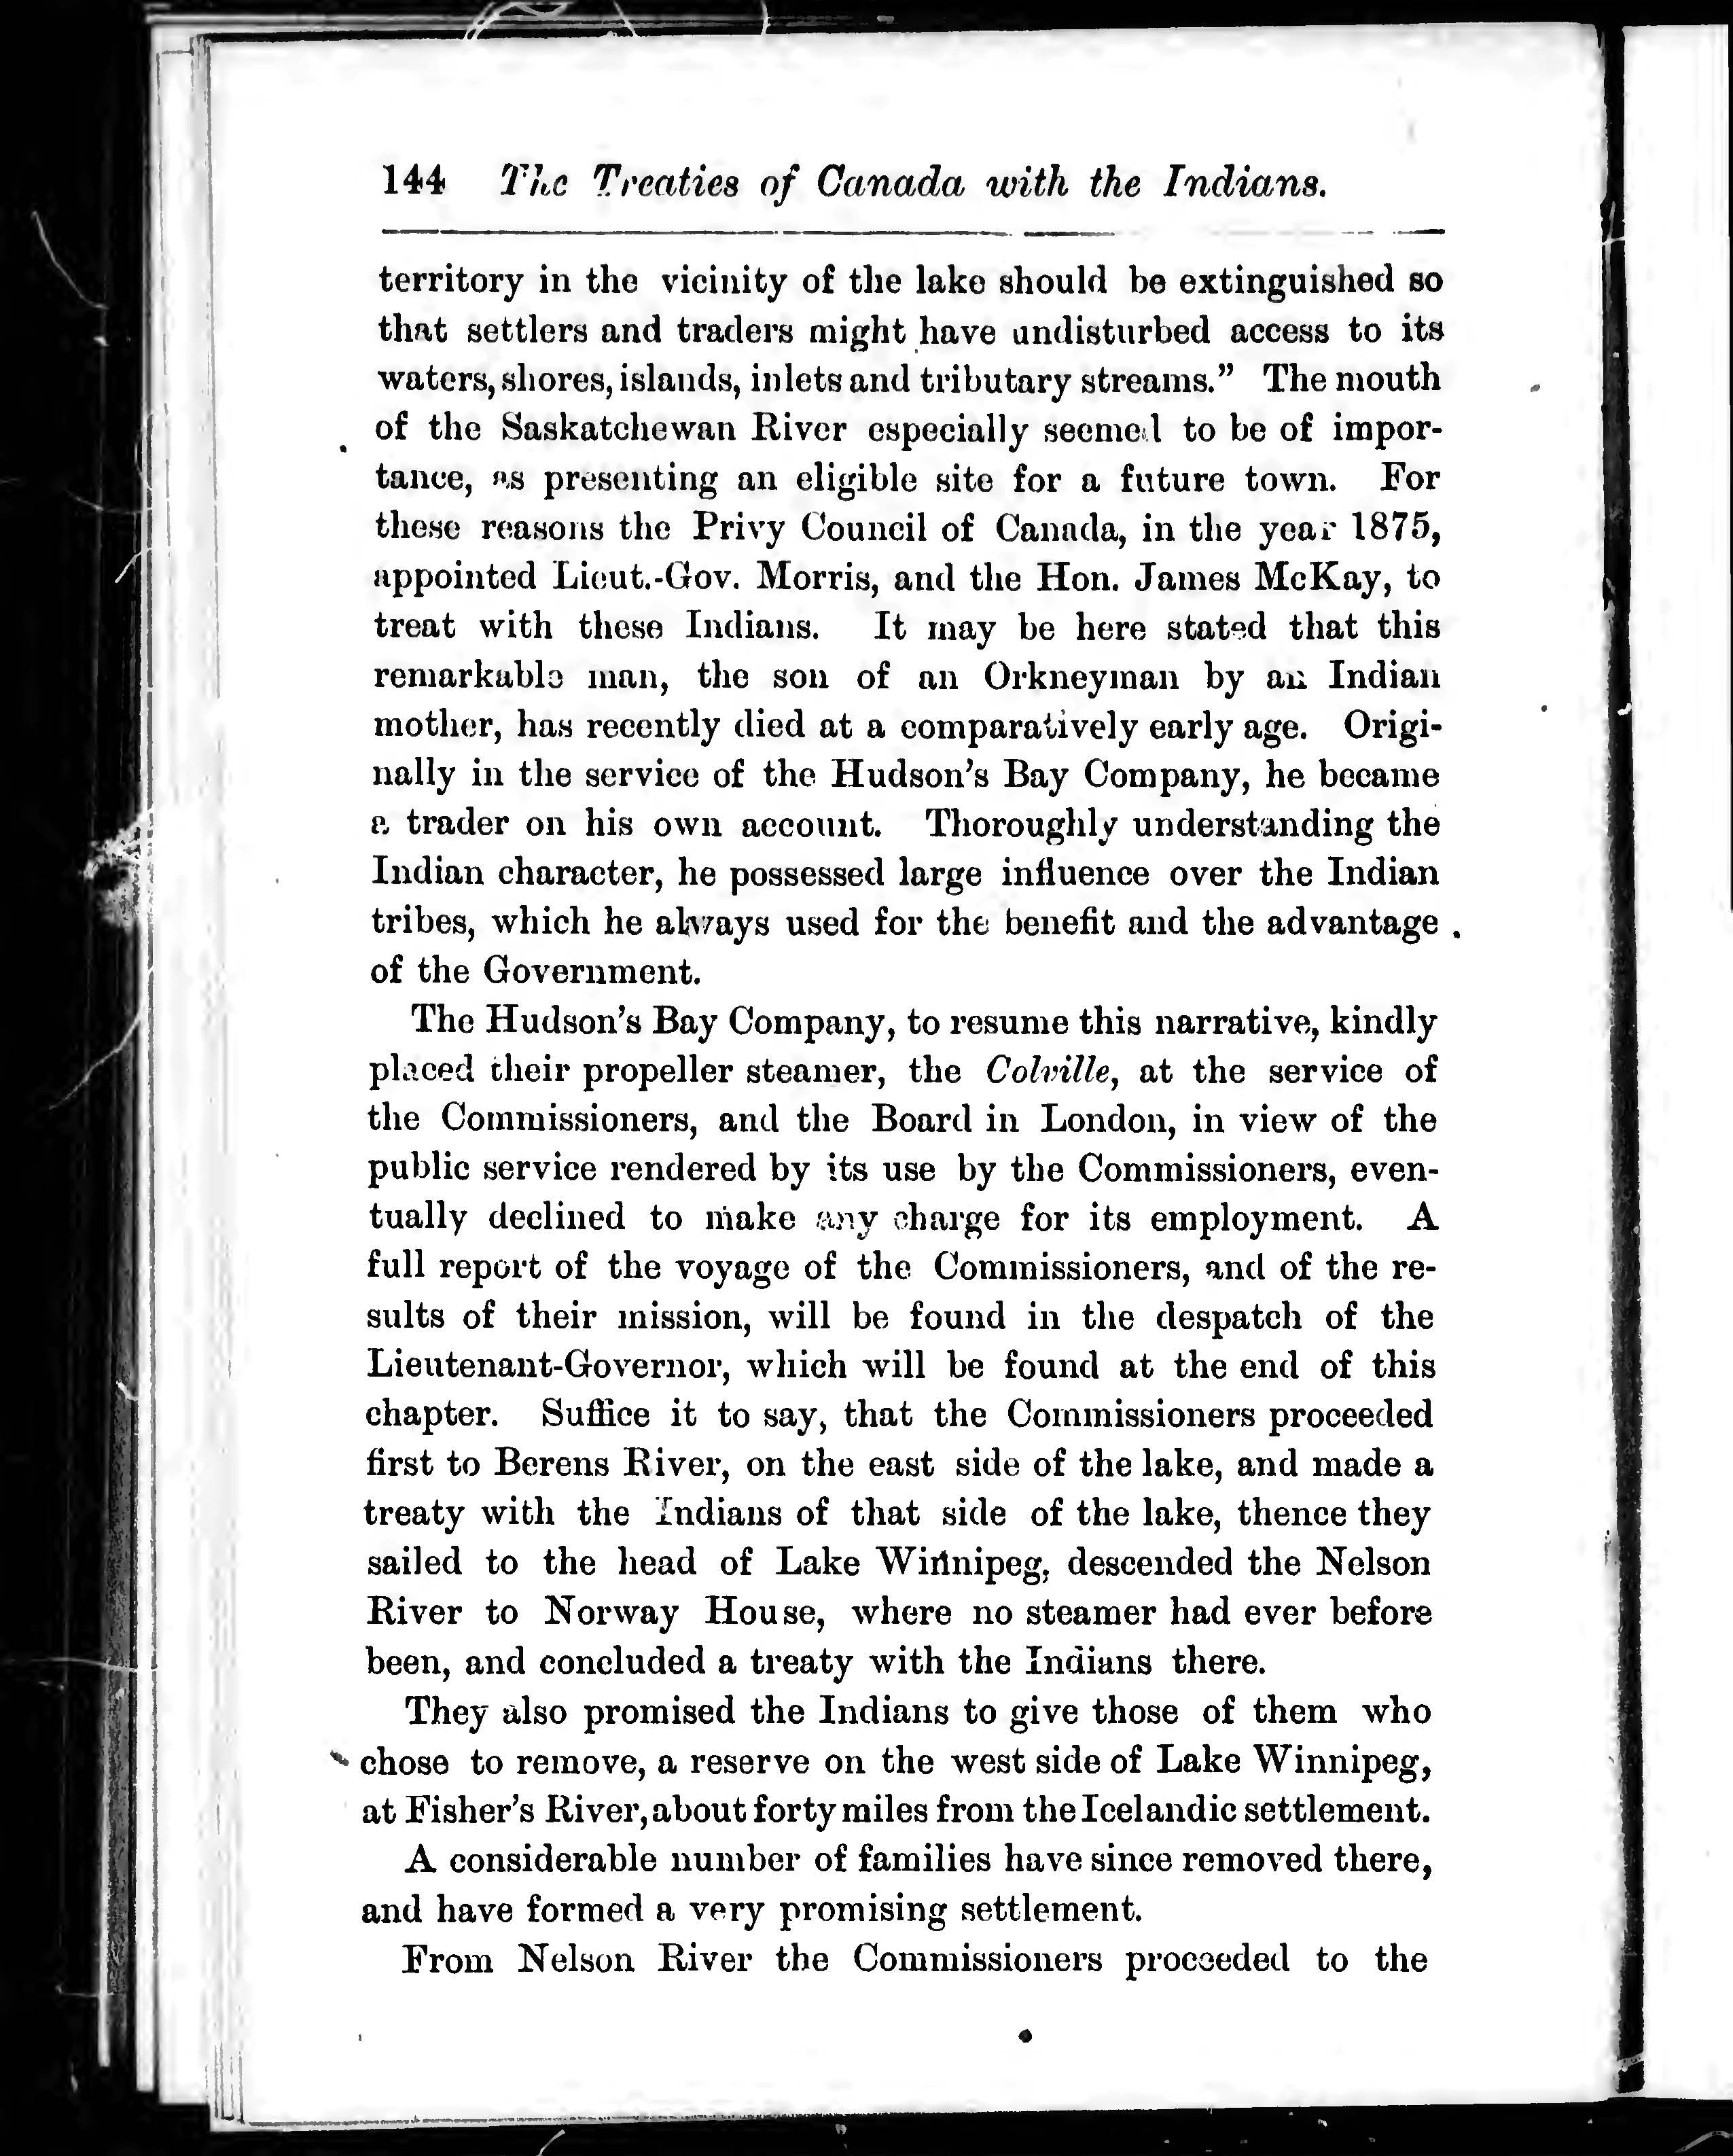 144 The Treaties of Canada with the Indians.
territory in the vicinity of the lake should be extinguished so
that settlers and traders might have undisturbed access to its
waters, shores, islands, inlets and tributary streams.” The mouth
of the Saskatchewan River especially seemed to be of impor-
tance, as presenting an eligible site for a future town. For
these reasons the Privy Council of Canada, in the year 1875,
appointed Lieut.-Gov. Morris, and the Hon. James McKay, to
treat with these Indians. It may be here stated that this
remarkable man, the son of an Orkneyman by an Indian
mother, has recently died at a comparatively early age. Origi-
nally in the service of the Hudson’s Bay Company, he became
a trader on his own account. Thoroughly understanding the
Indian character, he possessed large influence over the Indian
tribes, which he always used for the benefit and the advantage
of the Government.
The Hudson’s Bay Company, to resume this narrative, kindly
placed their propeller steamer, the Colville, at the service of
the Commissioners, and the Board in London, in view of the
public service rendered by its use by the Commissioners, even-
tually declined to make any charge for its employment. A
full report of the voyage of the Commissioners, and of the re-
sults of their mission, will be found in the despatch of the
Lieutenant-Governor, which will be found at the end of this
chapter. Suffice it to say, that the Commissioners proceeded
first to Berens River, on the east side of the lake, and made a
treaty with the Indians of that side of the lake, thence they
sailed to the head of Lake Winnipeg, descended the Nelson
River to Norway House, where no steamer had ever before
been, and concluded a treaty with the Indians there.
They also promised the Indians to give those of them who
chose to remove, a reserve on the west side of Lake Winnipeg,
at Fisher’s River, about forty miles from the Icelandic settlement.
A considerable number of families have since removed there,
and have formed a very promising settlement.
From Nelson River the Commissioners proceeded to the